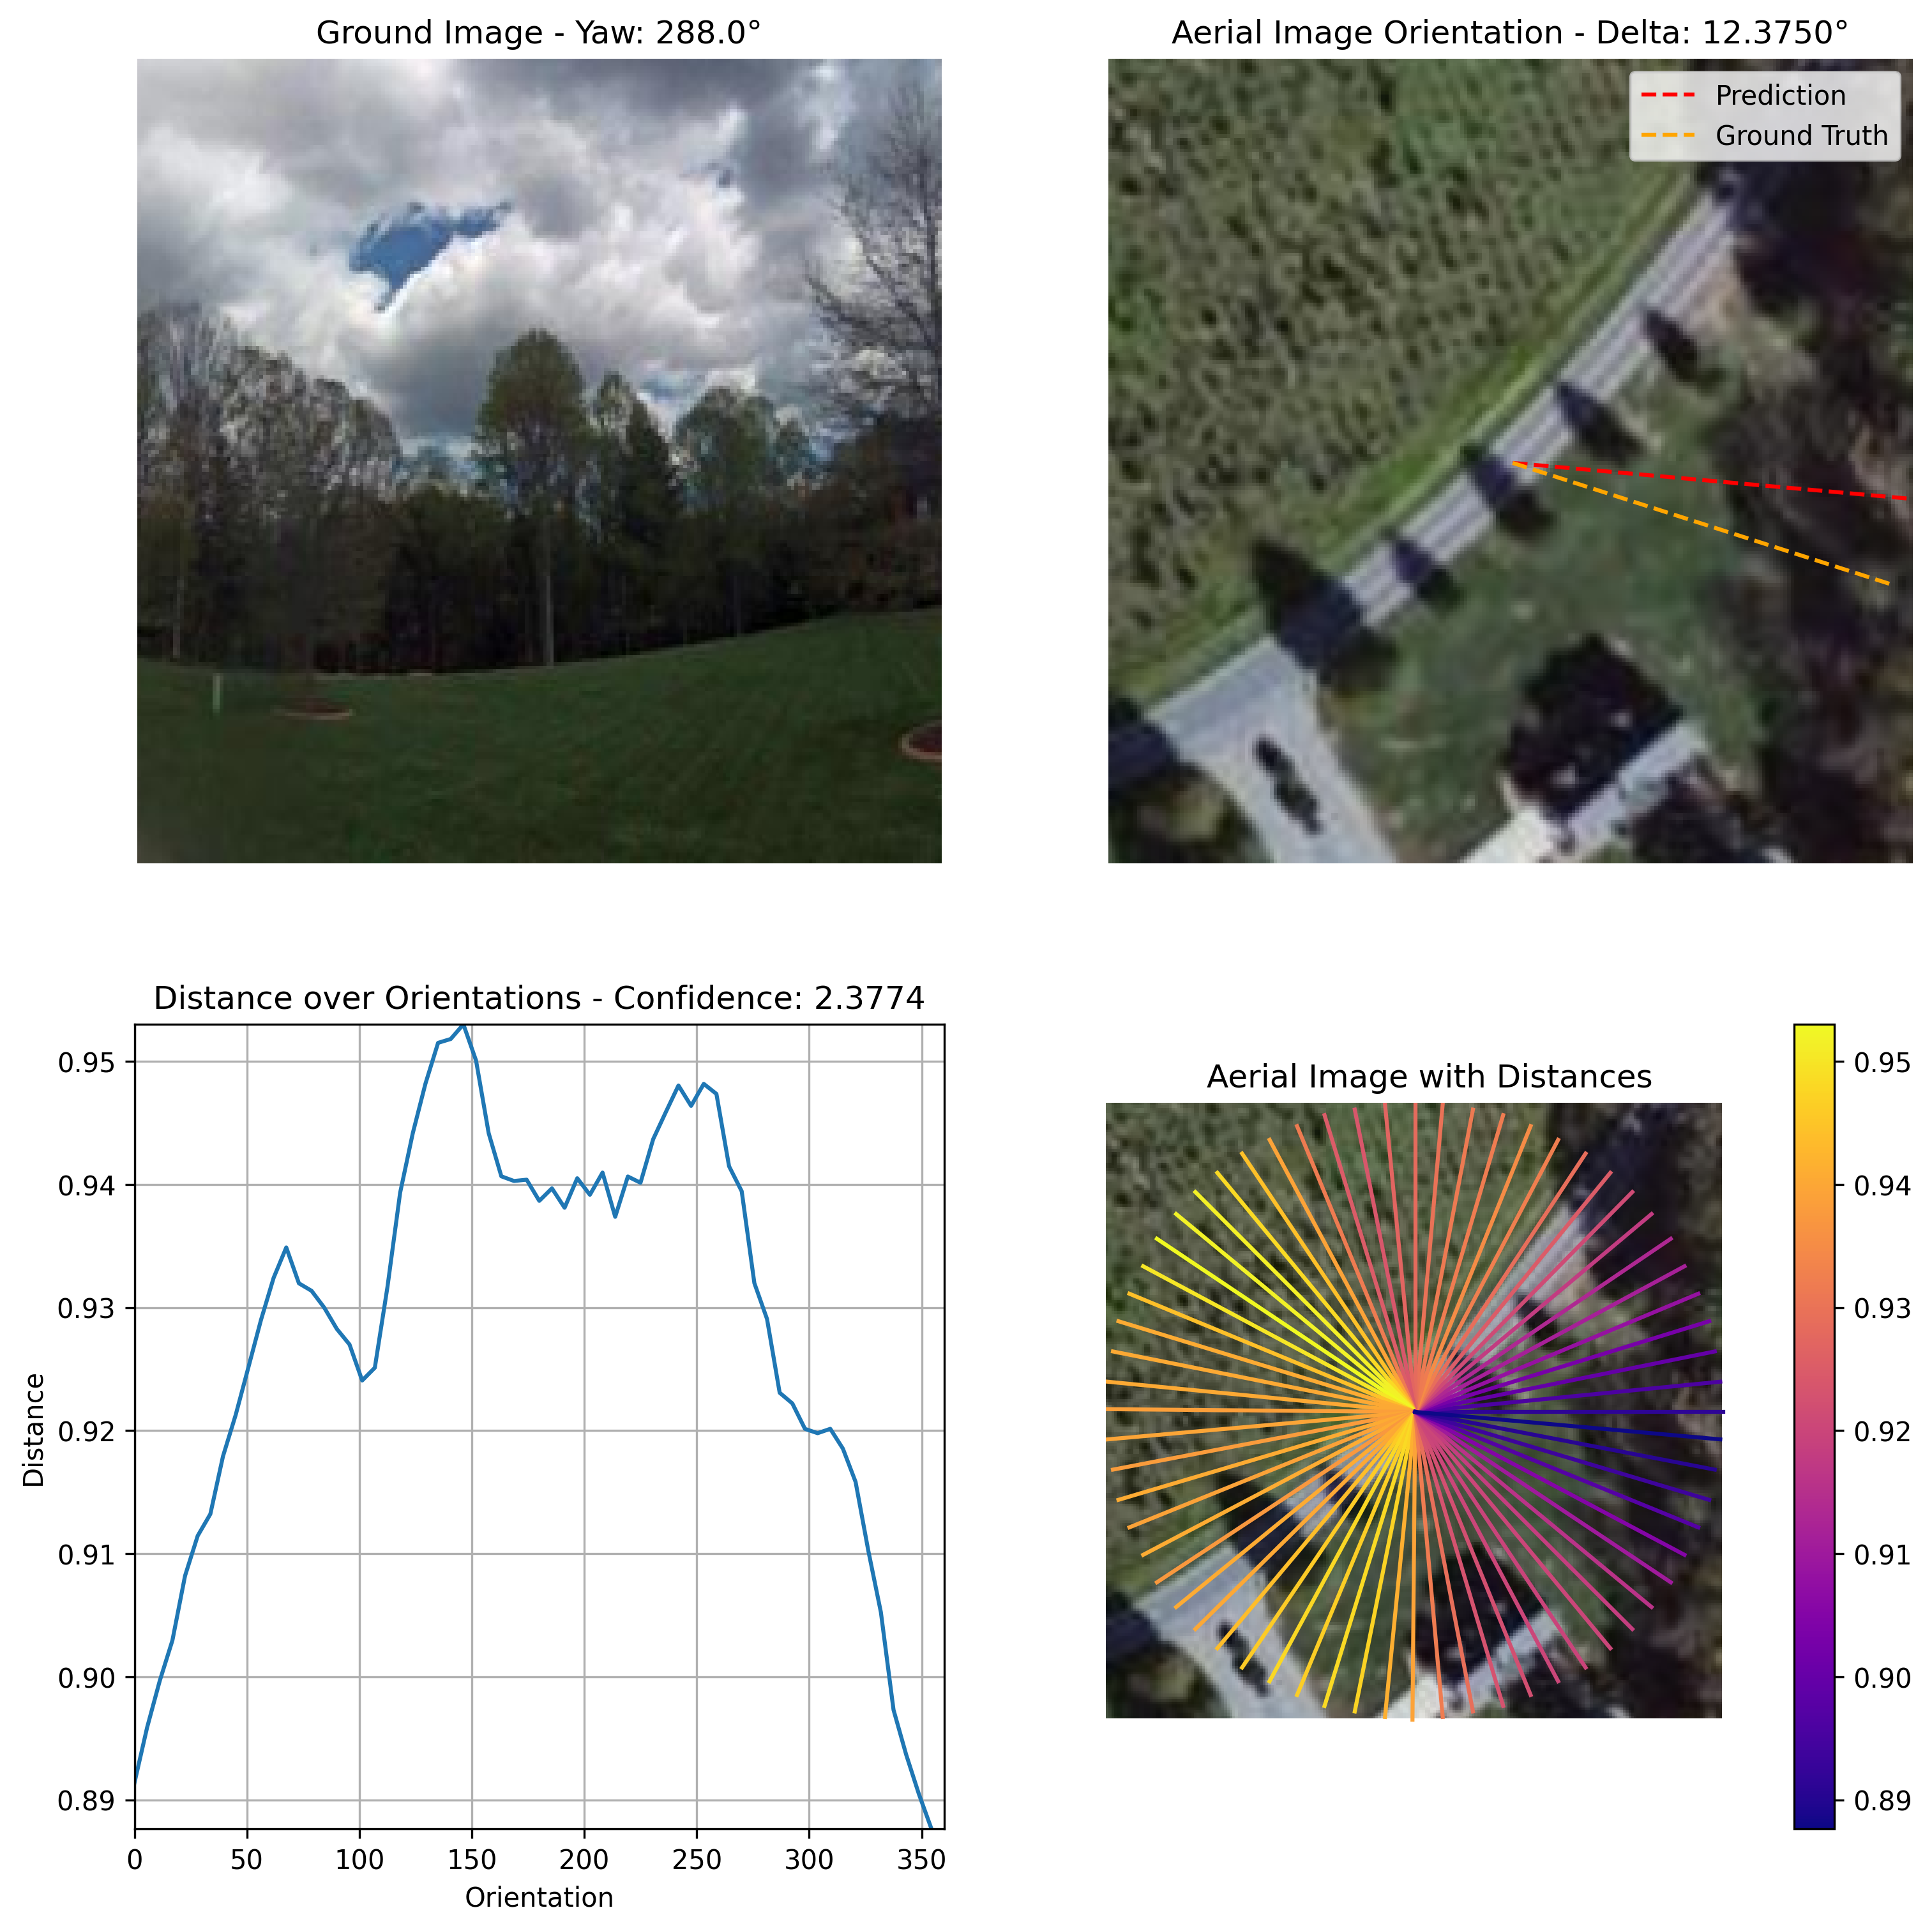 Ground Image - Yaw: 288.0°
Aerial Image Orientation - Delta: 12.3750°
Prediction
Ground Truth
Distance over Orientations - Confidence: 2.3774
0.95
0.94
0.93
0.92
0.91
0.90
0.89
Distance
0
50
100
150
200
250
300
350
Orientation
Aerial Image with Distances
0.95
0.94
0.93
0.92
0.91
0.90
0.89